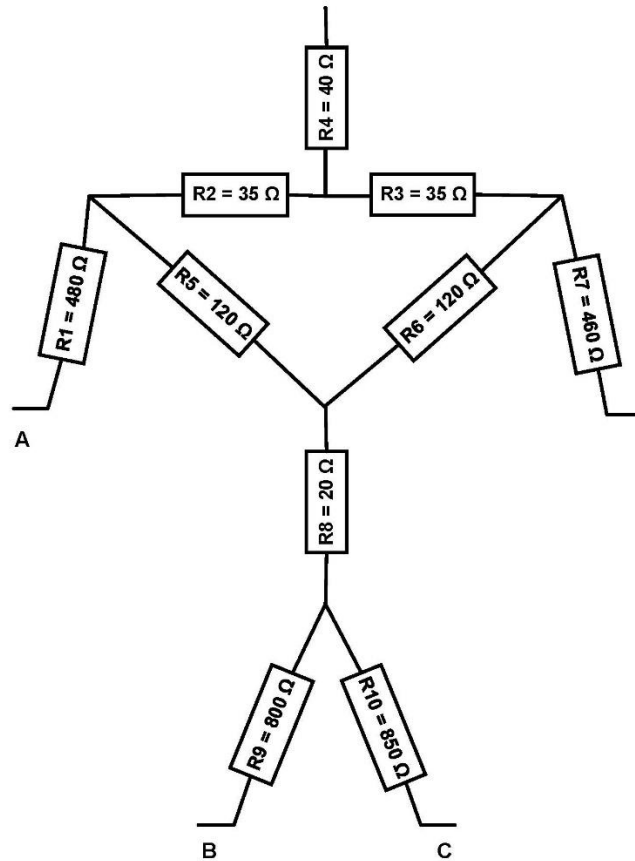 R4 = 40 Ω
R2 = 35 Ω
R3 = 35 Ω
R1 = 480 Ω
R5 = 120 Ω
R6 = 120 Ω
R7 = 460 Ω
A
R8 = 20 Ω
R9 = 800 Ω
R10 = 850 Ω
B
C